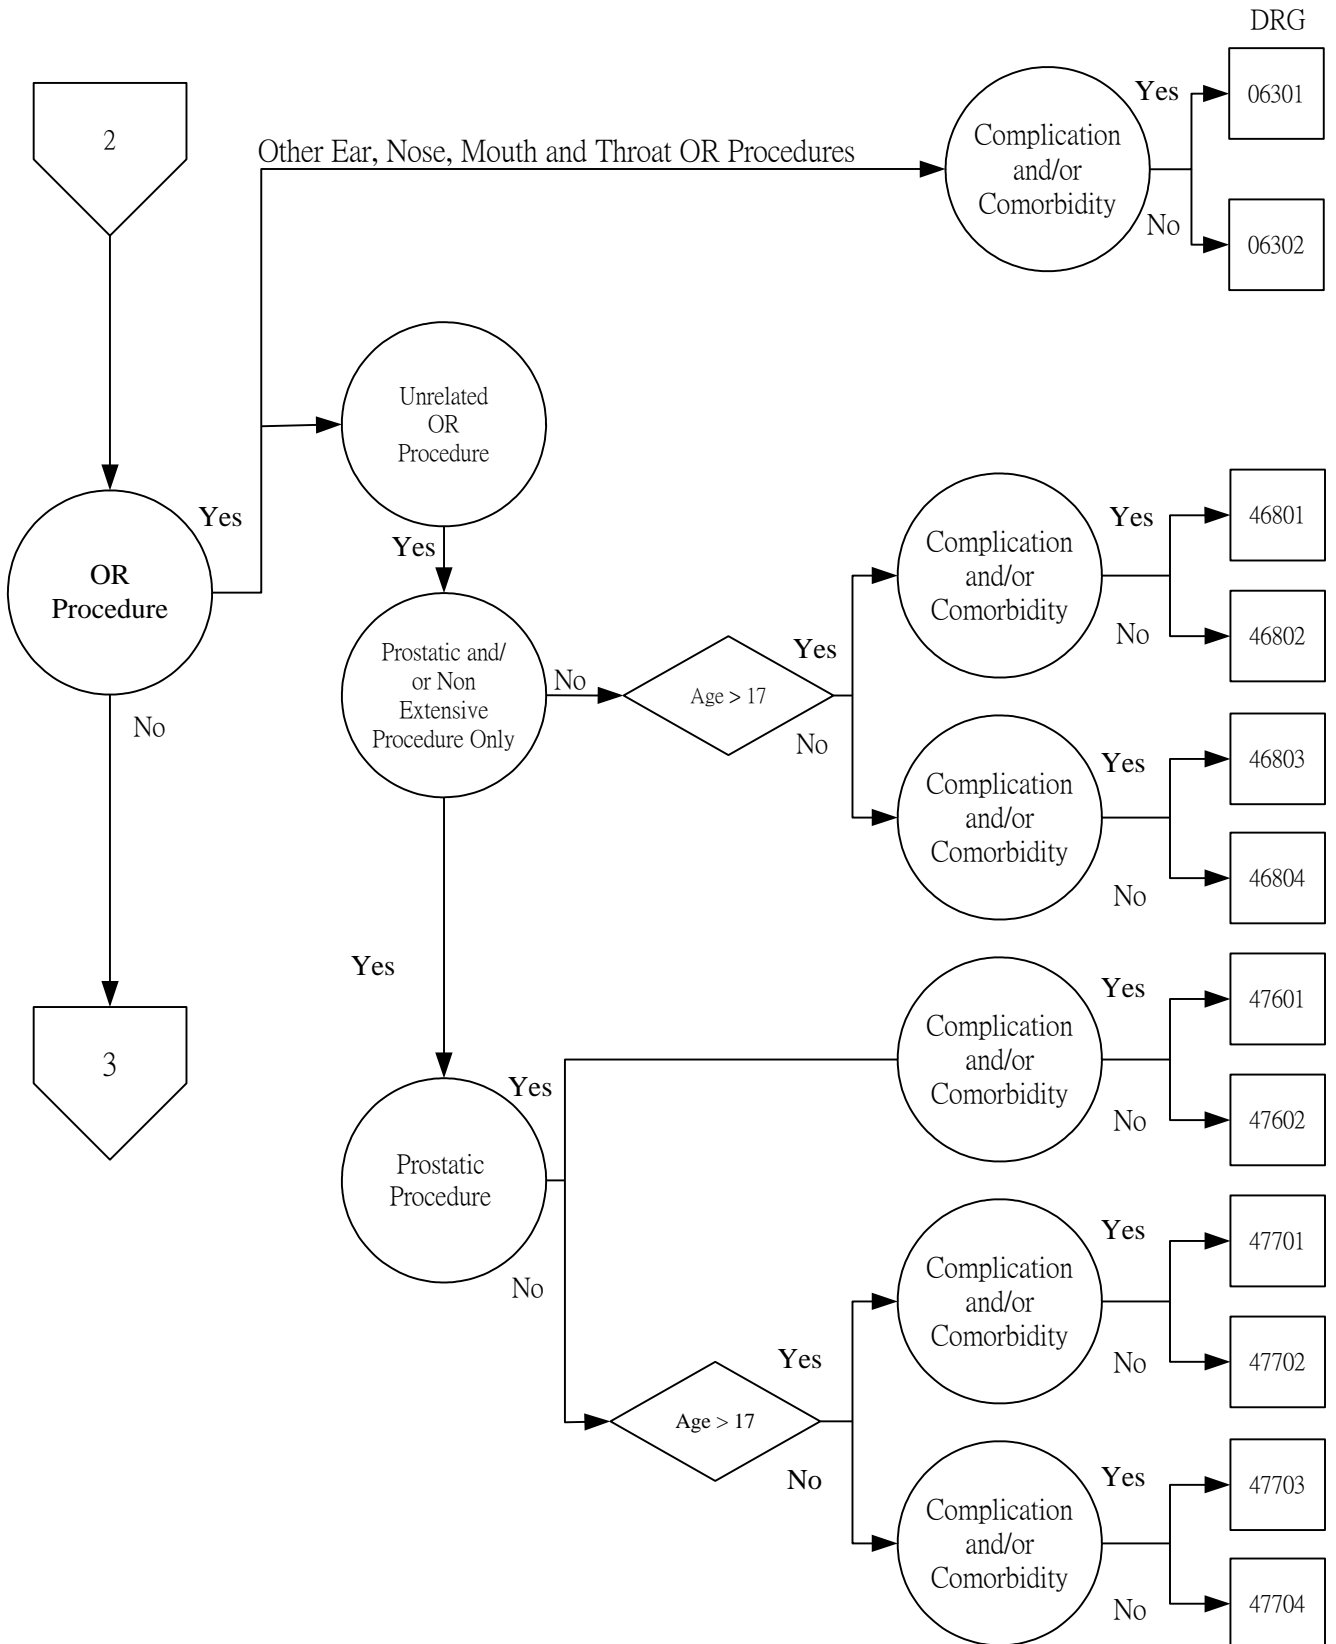 DRG
2
Other Ear, Nose, Mouth and Throat OR Procedures
Complication
and/or
Comorbidity
Yes
06301
No
06302
Unrelated
OR
Procedure
Yes
OR
Procedure
Yes
No
Prostatic and/
or Non
Extensive
Procedure Only
No
Age > 17
Yes
No
Complication
and/or
Comorbidity
Yes
46801
No
46802
Complication
and/or
Comorbidity
Yes
46803
No
46804
Yes
3
Prostatic
Procedure
Yes
No
Complication
and/or
Comorbidity
Yes
47601
No
47602
Age > 17
Yes
No
Complication
and/or
Comorbidity
Yes
47701
No
47702
Complication
and/or
Comorbidity
Yes
47703
No
47704